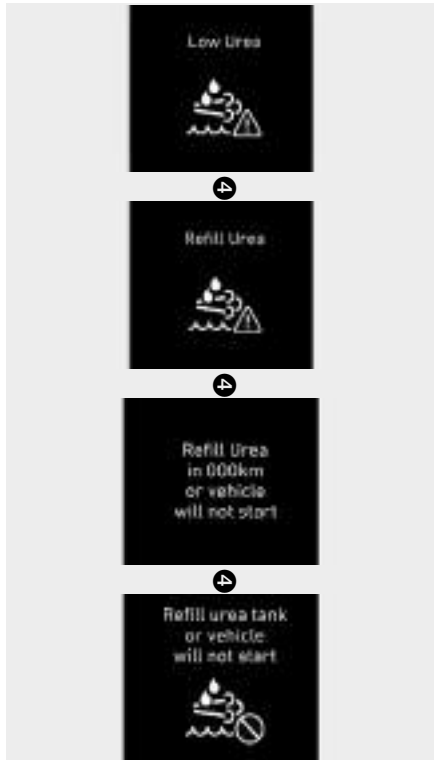 Low Urea
Refill Urea
Refill Urea
in 000km
or vehicle
will not start
Refill urea tank
or vehicle
will not start